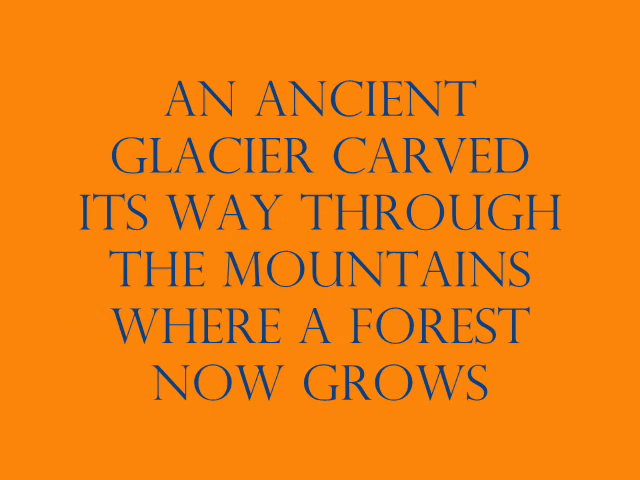 AN ANCIENT
GLACIER CARVED
ITS WAY THROUGH
THE MOUNTAINS
WHERE A FOREST
NOW GROWS